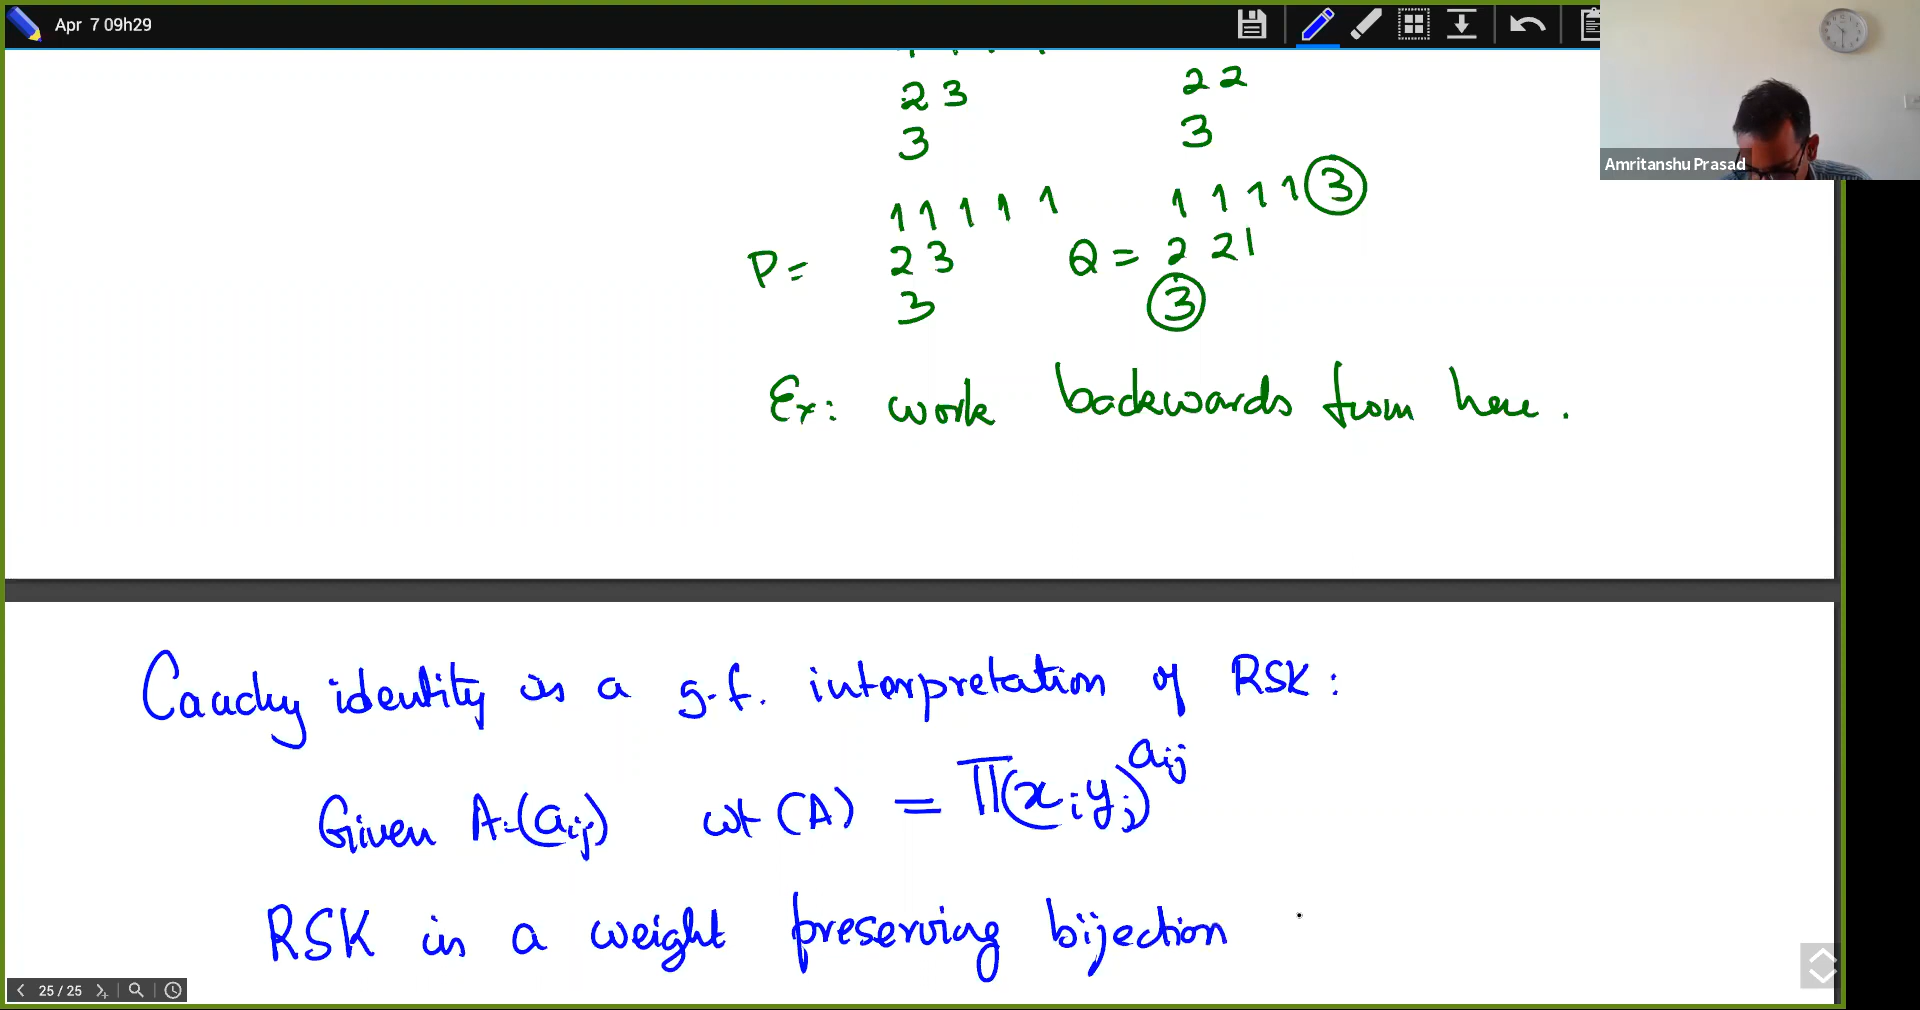 Apr 7 09h29
Amritanshu Prasad
2 3 2 2
3 3
1 1 1 1 1 1 1 1 1 3
P = 2 3 Q = 2 2 1
3 3
Ex: work backwards from here.
Cauchy identity is a g.f. interpretation of RSK:
Given A=(aij) wt (A) = Π(xiyj)^aij
RSK is a weight preserving bijection
25 / 25